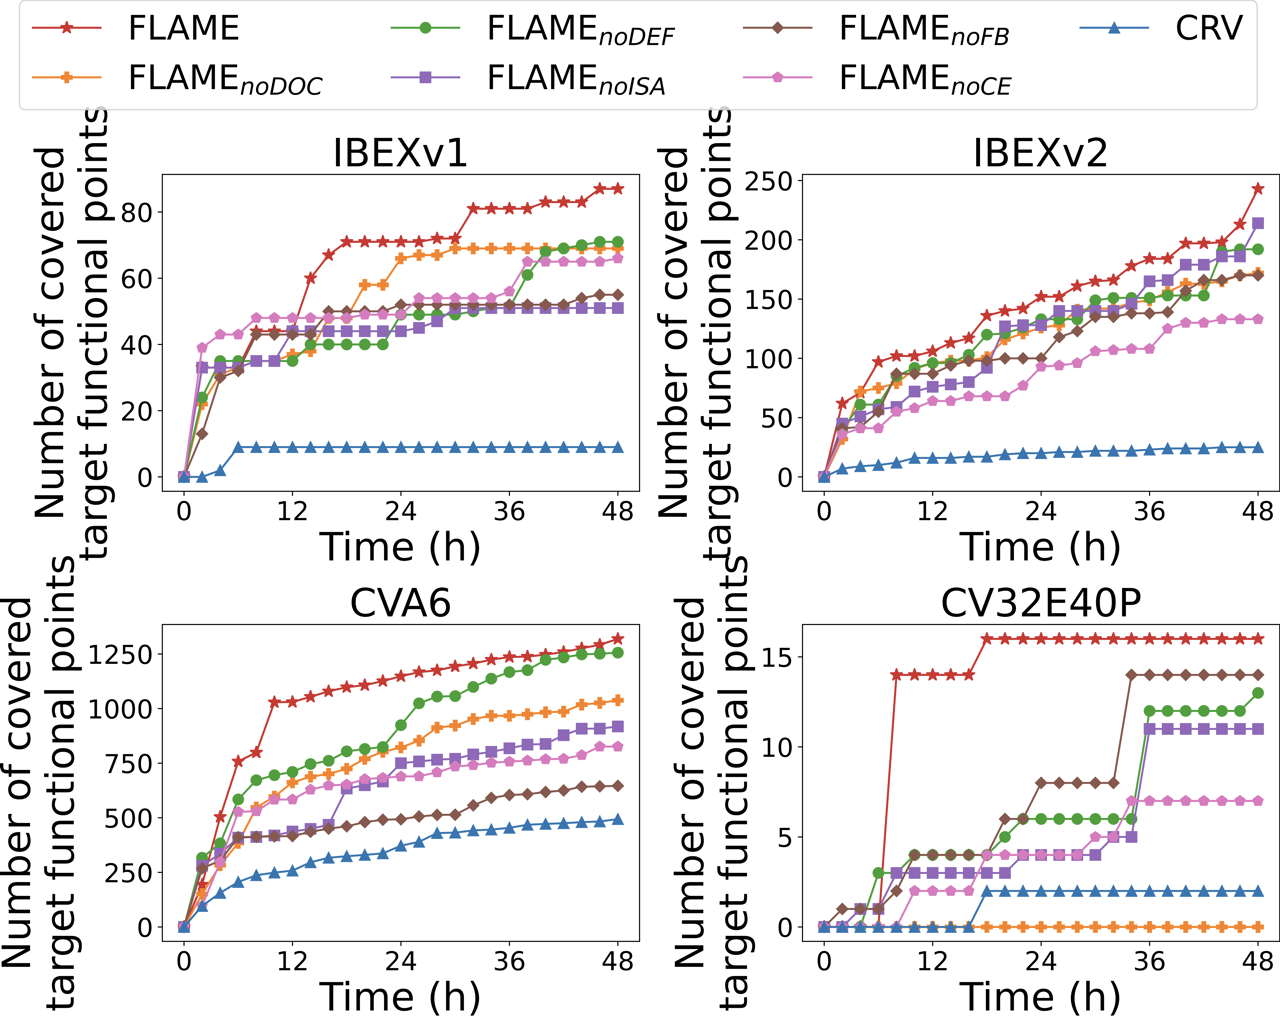 FLAME FLAME_noDEF FLAME_noFB CRV
FLAME_noDOC FLAME_noISA FLAME_noCE
IBEXv1
Number of covered
target functional points
80
60
40
20
0
0 12 24 36 48
Time (h)
IBEXv2
Number of covered
target functional points
250
200
150
100
50
0
0 12 24 36 48
Time (h)
CVA6
Number of covered
target functional points
1250
1000
750
500
250
0
0 12 24 36 48
Time (h)
CV32E40P
Number of covered
target functional points
15
10
5
0
0 12 24 36 48
Time (h)